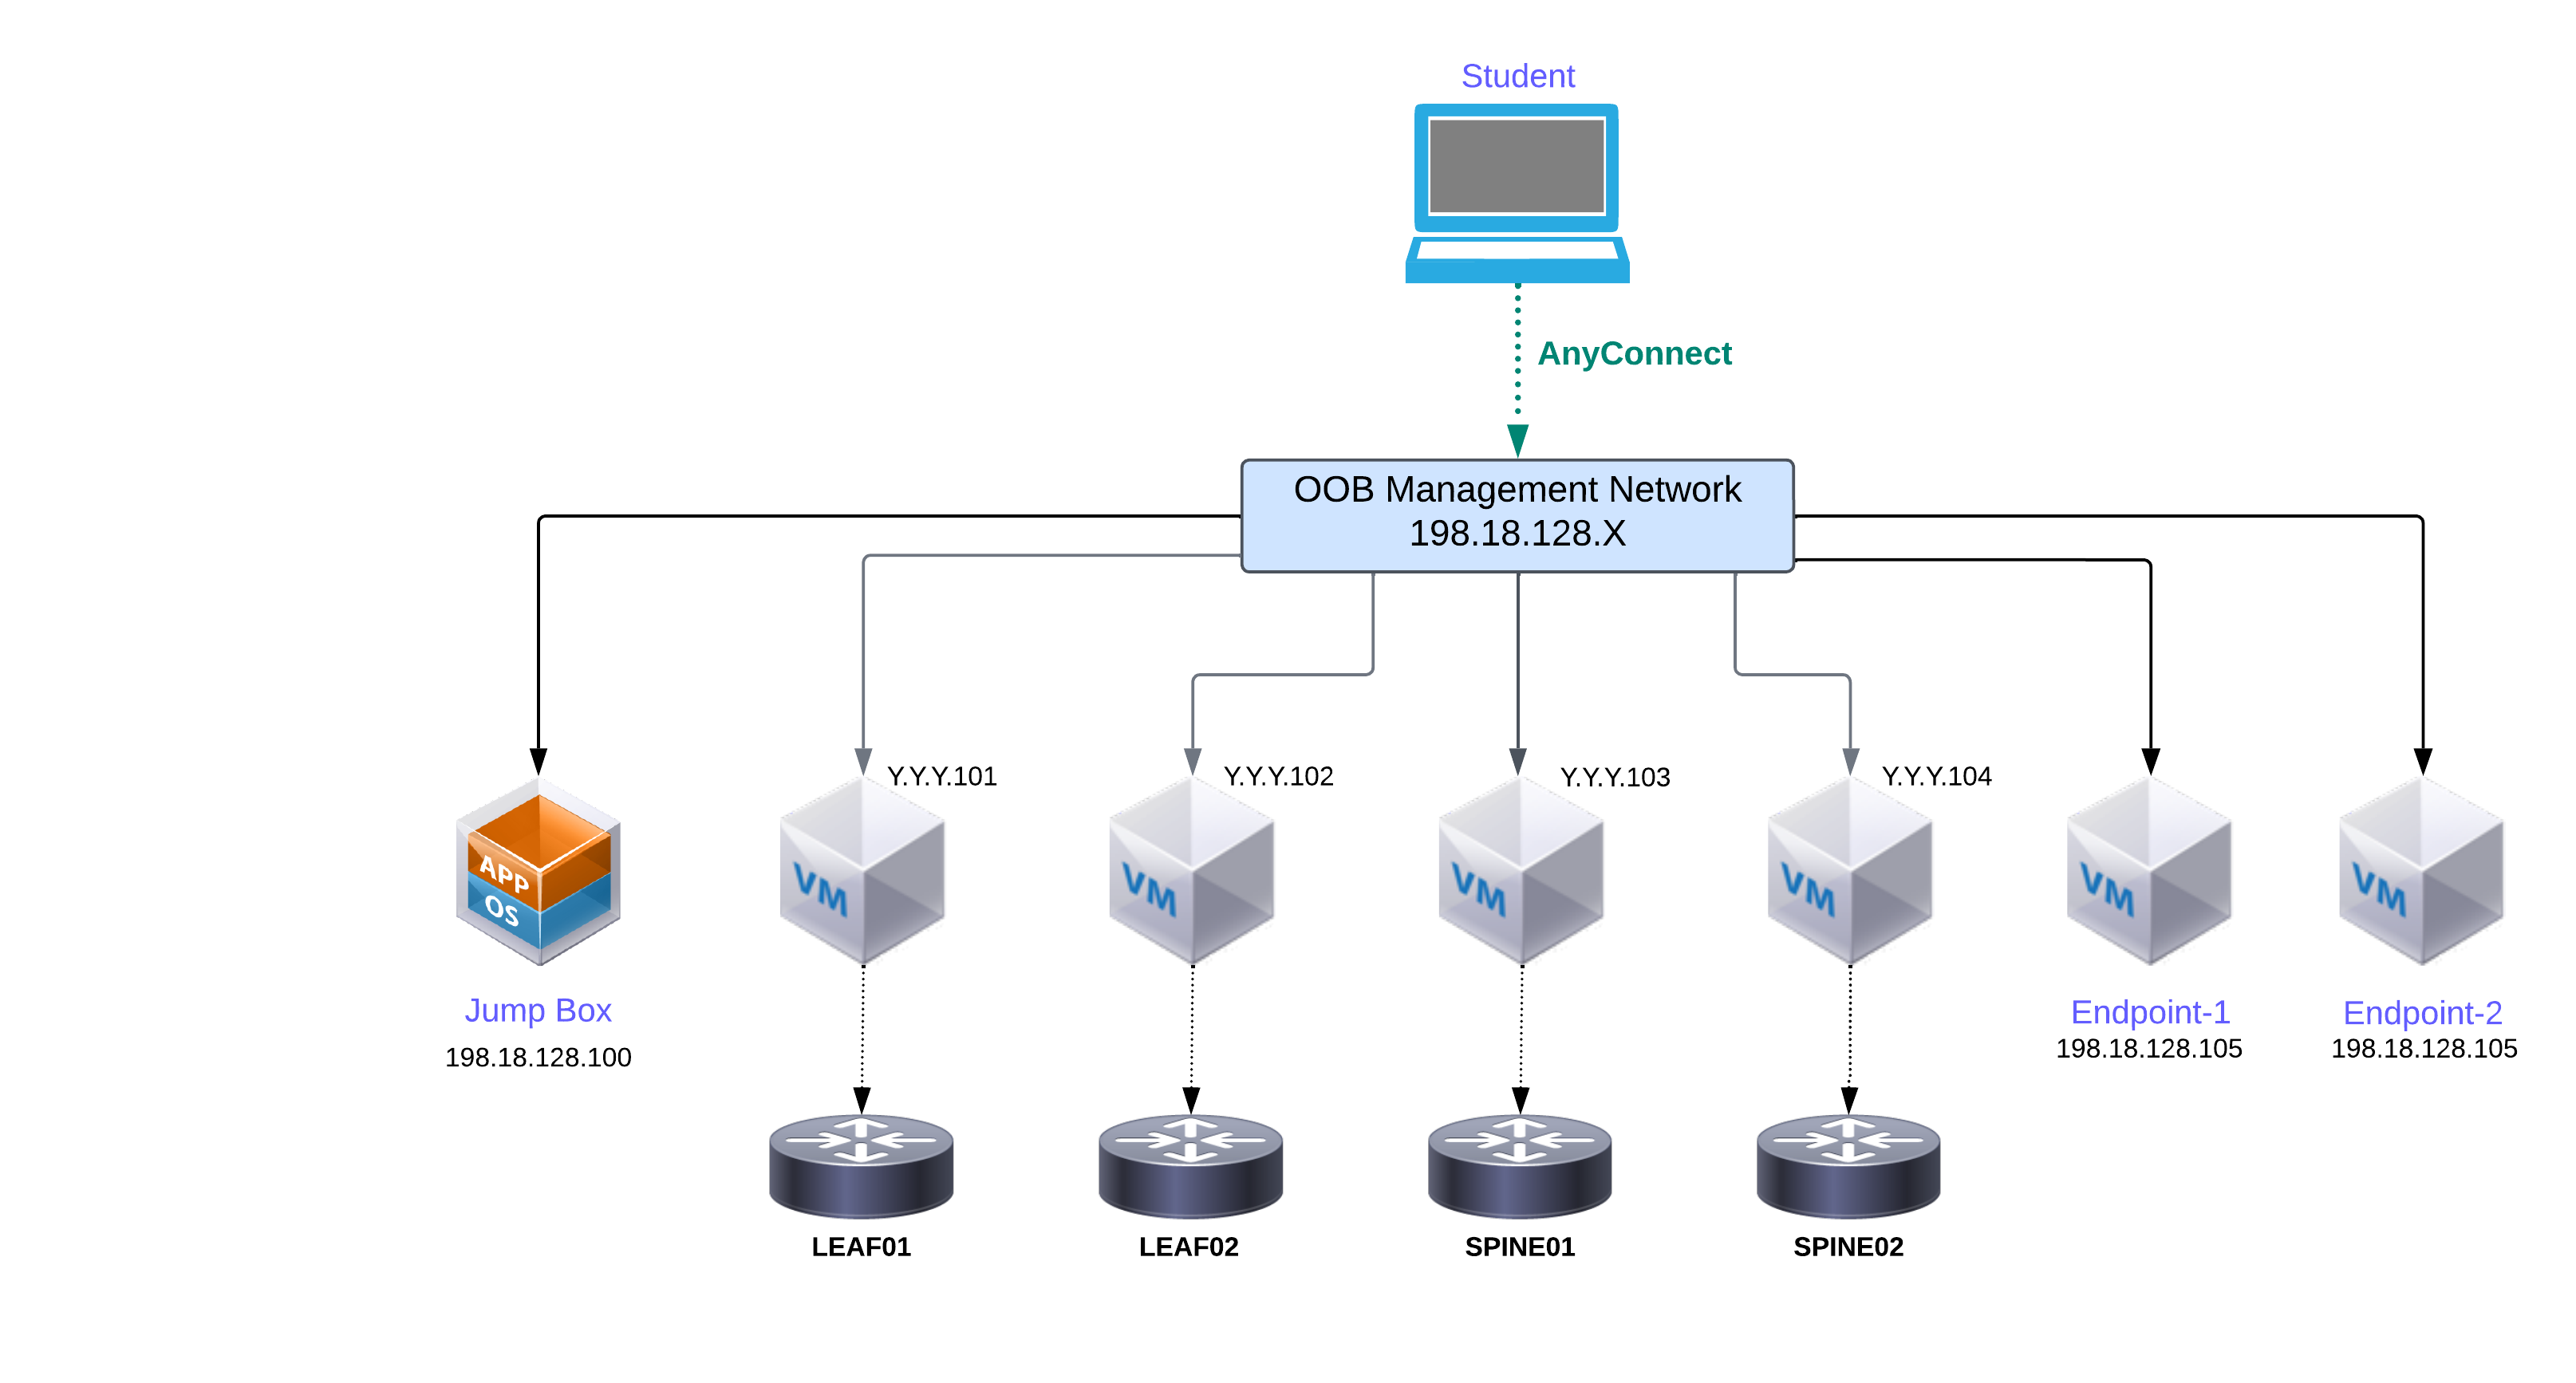 Student
AnyConnect
OOB Management Network
198.18.128.X
Y.Y.Y.101
Y.Y.Y.102
Y.Y.Y.103
Y.Y.Y.104
APP
OS
VM
VM
VM
VM
VM
VM
Jump Box
198.18.128.100
Endpoint-1
198.18.128.105
Endpoint-2
198.18.128.105
LEAF01
LEAF02
SPINE01
SPINE02